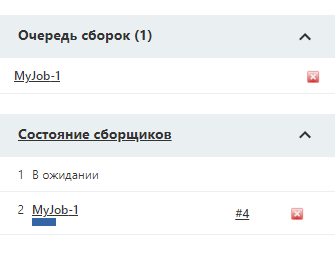 Очередь сборок (1)
MyJob-1
Состояние сборщиков
1 В ожидании
2 MyJob-1 #4